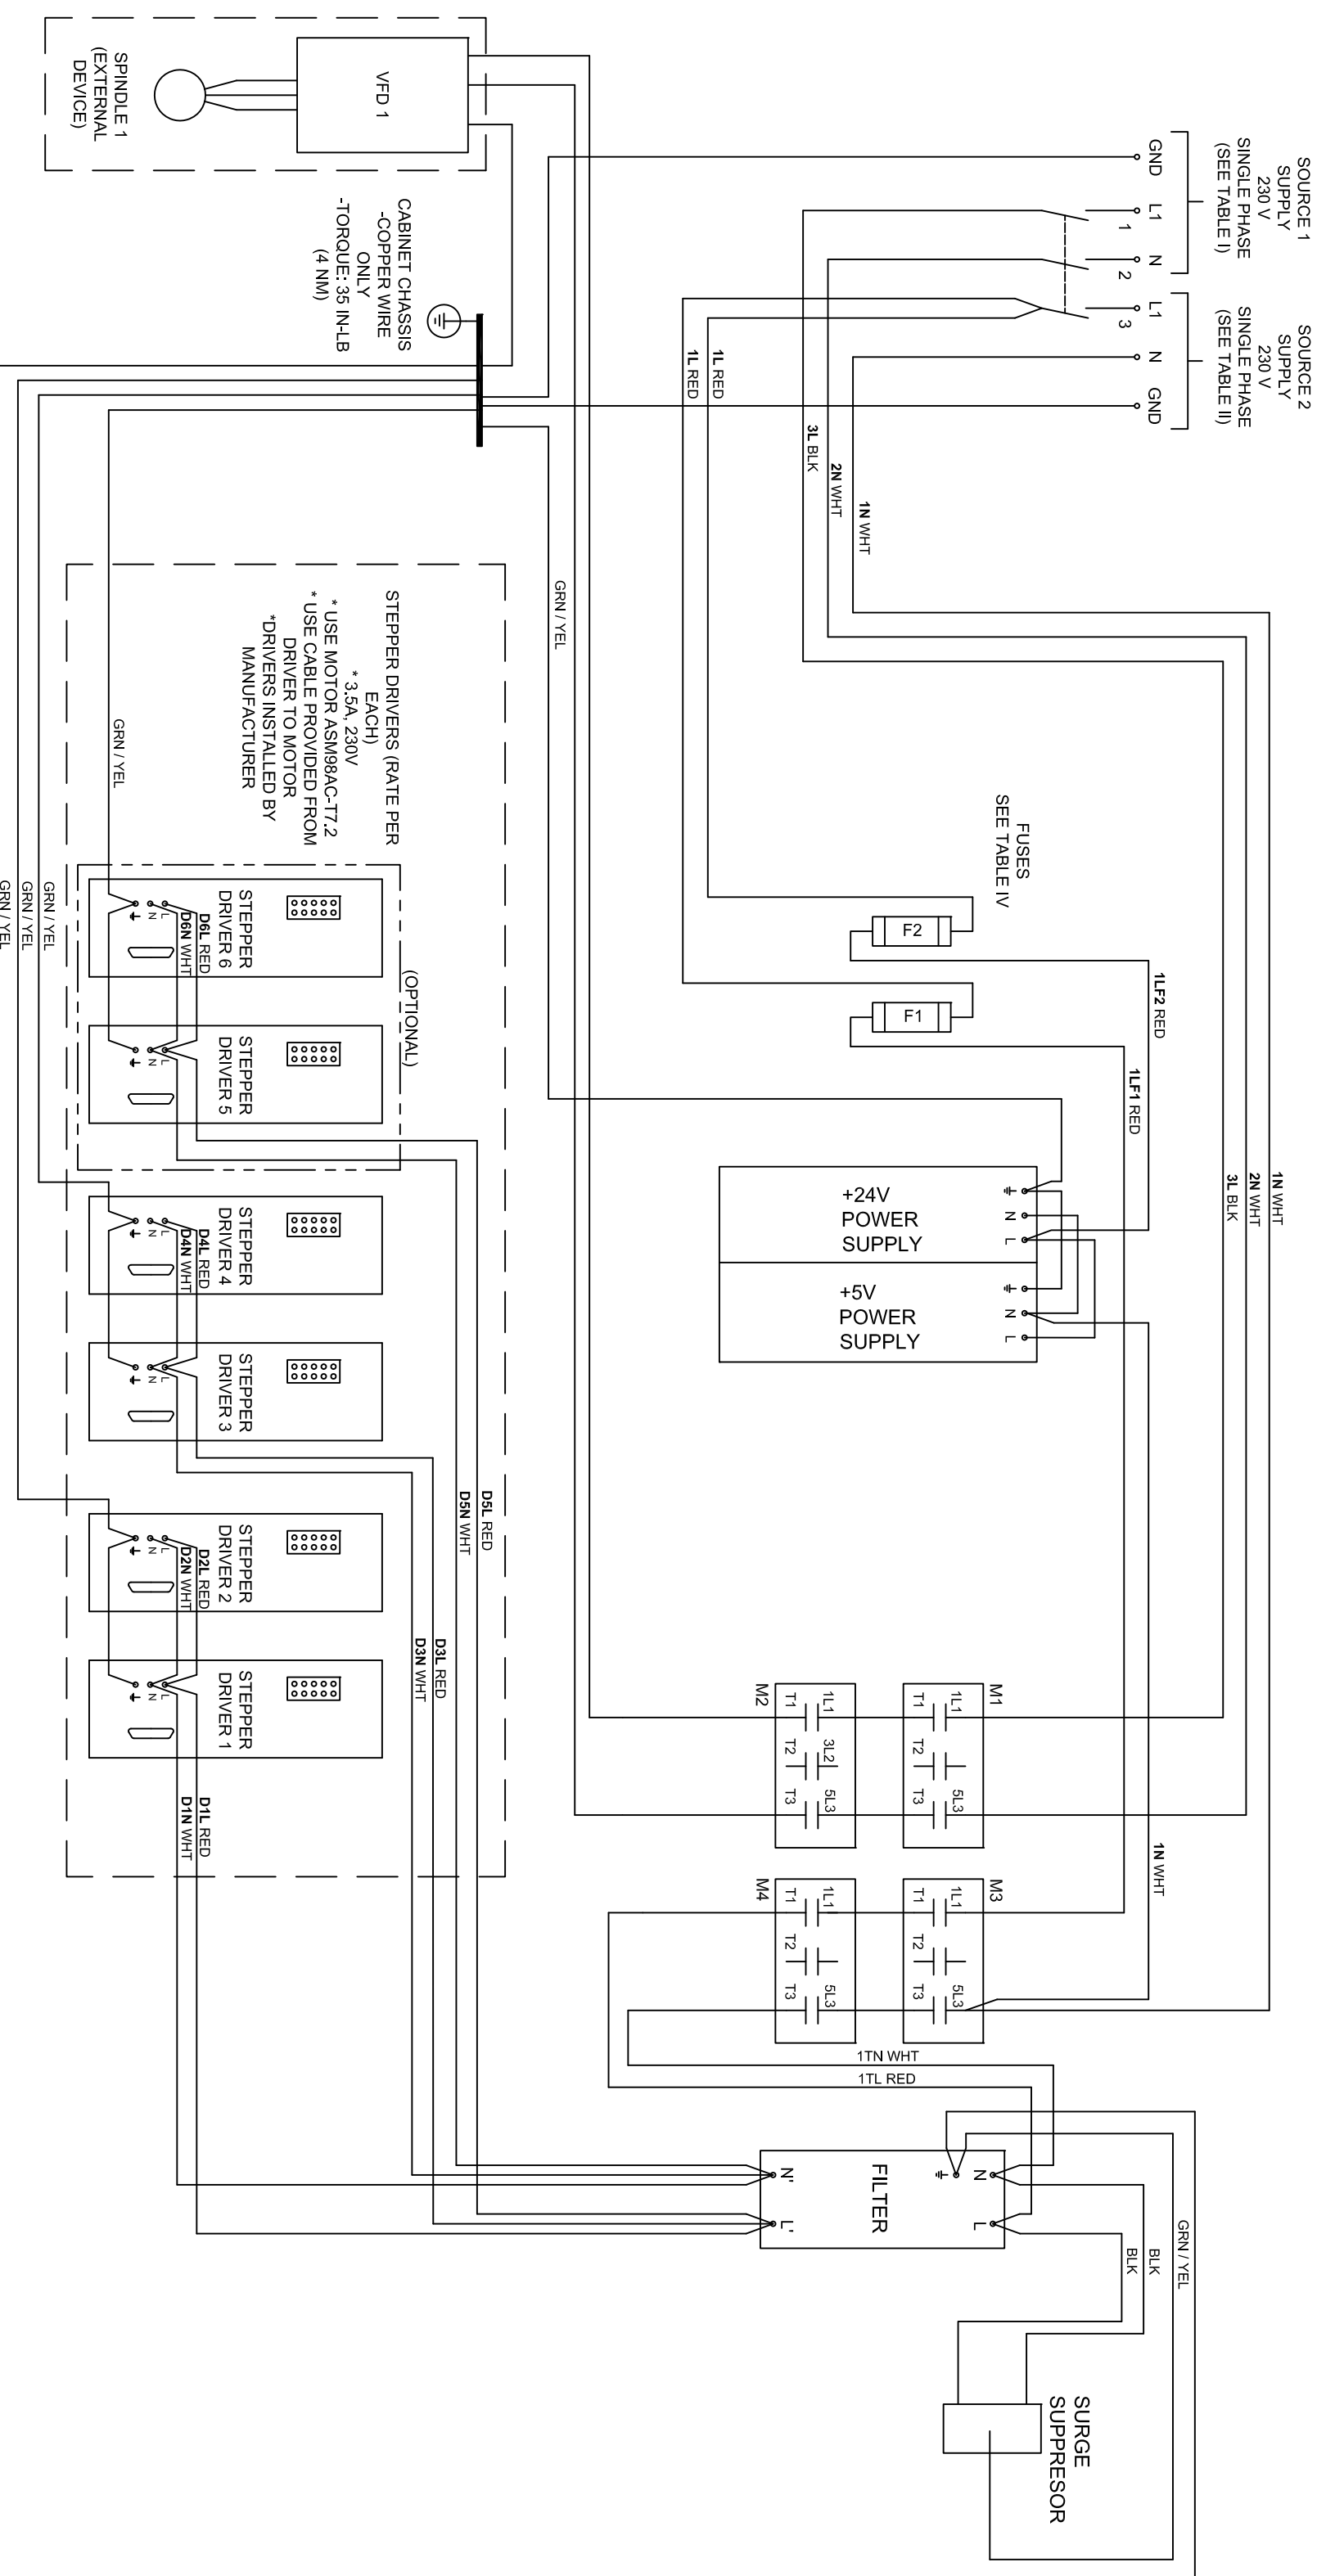 SOURCE 1
SUPPLY
230 V
SINGLE PHASE
(SEE TABLE I)
GND
L1
N
1
2
SOURCE 2
SUPPLY
230 V
SINGLE PHASE
(SEE TABLE II)
L1
N
GND
3
1L RED
1L RED
3L BLK
2N WHT
1N WHT
VFD 1
SPINDLE 1
(EXTERNAL
DEVICE)
CABINET CHASSIS
-COPPER WIRE
ONLY
-TORQUE: 35 IN-LB
(4 NM)
GRN / YEL
FUSES
SEE TABLE IV
F2
F1
1LF2 RED
1LF1 RED
1N WHT
2N WHT
3L BLK
+24V
POWER
SUPPLY
N
L
+5V
POWER
SUPPLY
N
L
STEPPER DRIVERS (RATE PER
EACH)
* 3.5A, 230V
* USE MOTOR ASM98AC-T7.2
* USE CABLE PROVIDED FROM
DRIVER TO MOTOR
*DRIVERS INSTALLED BY
MANUFACTURER
GRN / YEL
GRN / YEL
GRN / YEL
GRN / YEL
(OPTIONAL)
STEPPER
DRIVER 6
D6L RED
D6N WHT
L
N
STEPPER
DRIVER 5
L
N
STEPPER
DRIVER 4
D4L RED
D4N WHT
L
N
STEPPER
DRIVER 3
L
N
STEPPER
DRIVER 2
D2L RED
D2N WHT
L
N
STEPPER
DRIVER 1
L
N
D5L RED
D5N WHT
D3L RED
D3N WHT
D1L RED
D1N WHT
M1
1L1
5L3
T1
T2
T3
M2
1L1
3L2
5L3
T1
T2
T3
1N WHT
M3
1L1
5L3
T1
T2
T3
M4
1L1
5L3
T1
T2
T3
1TN WHT
1TL RED
FILTER
N
L
N'
L'
GRN / YEL
BLK
BLK
SURGE
SUPPRESOR